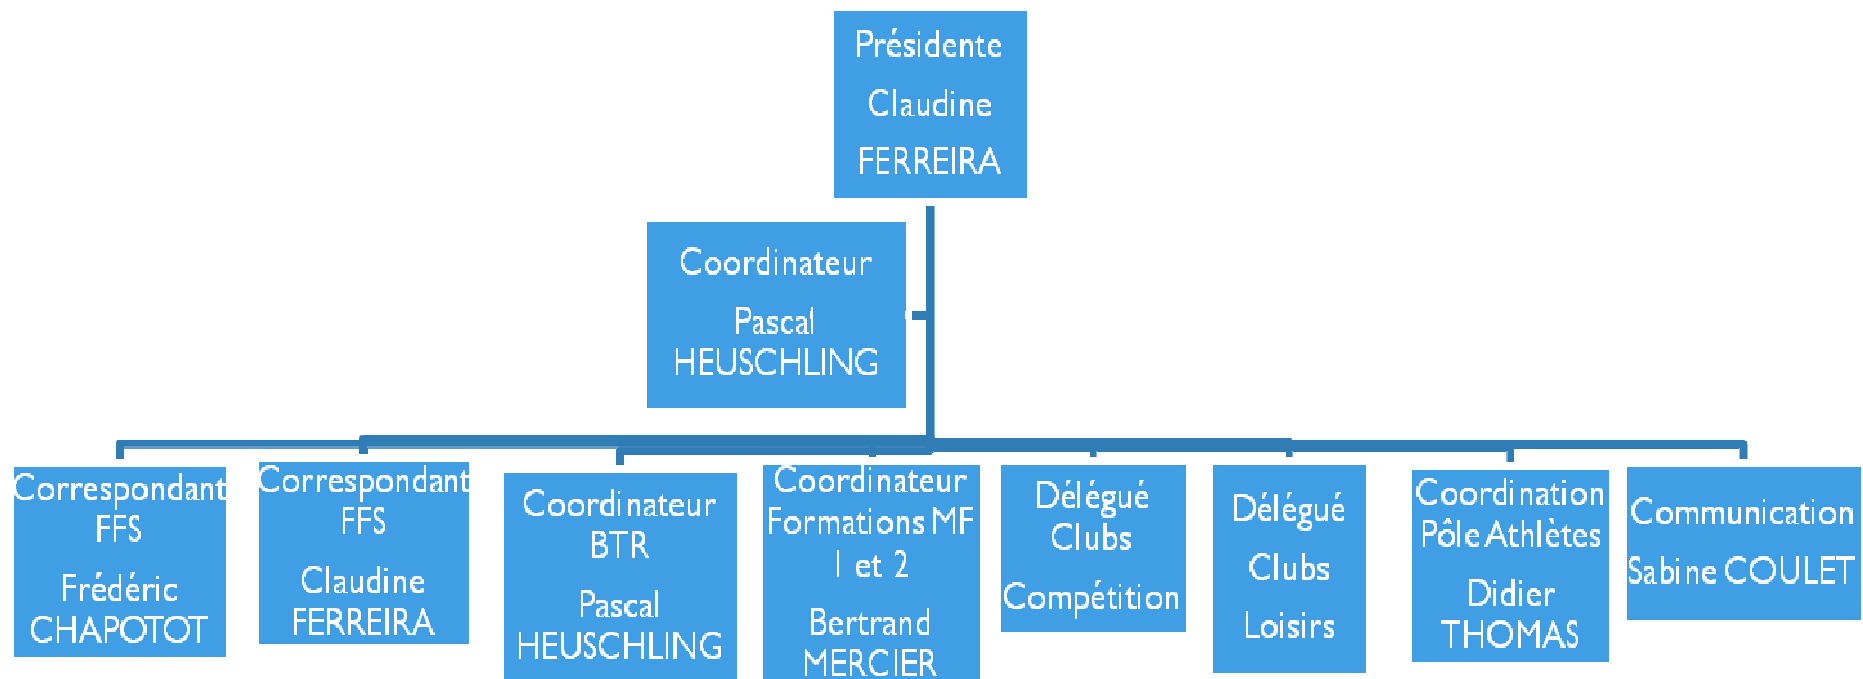 Présidente
Claudine
FERREIRA
Coordinateur
Pascal
HEUSCHLING
Correspondant
FFS
Frédéric
CHAPOTOT
Correspondant
FFS
Claudine
FERREIRA
Coordinateur
BTR
Pascal
HEUSCHLING
Coordinateur
Formations MF
1 et 2
Bertrand
MERCIER
Délégué
Clubs
Compétition
Délégué
Clubs
Loisirs
Coordination
Pôle Athlètes
Didier
THOMAS
Communication
Sabine COULET